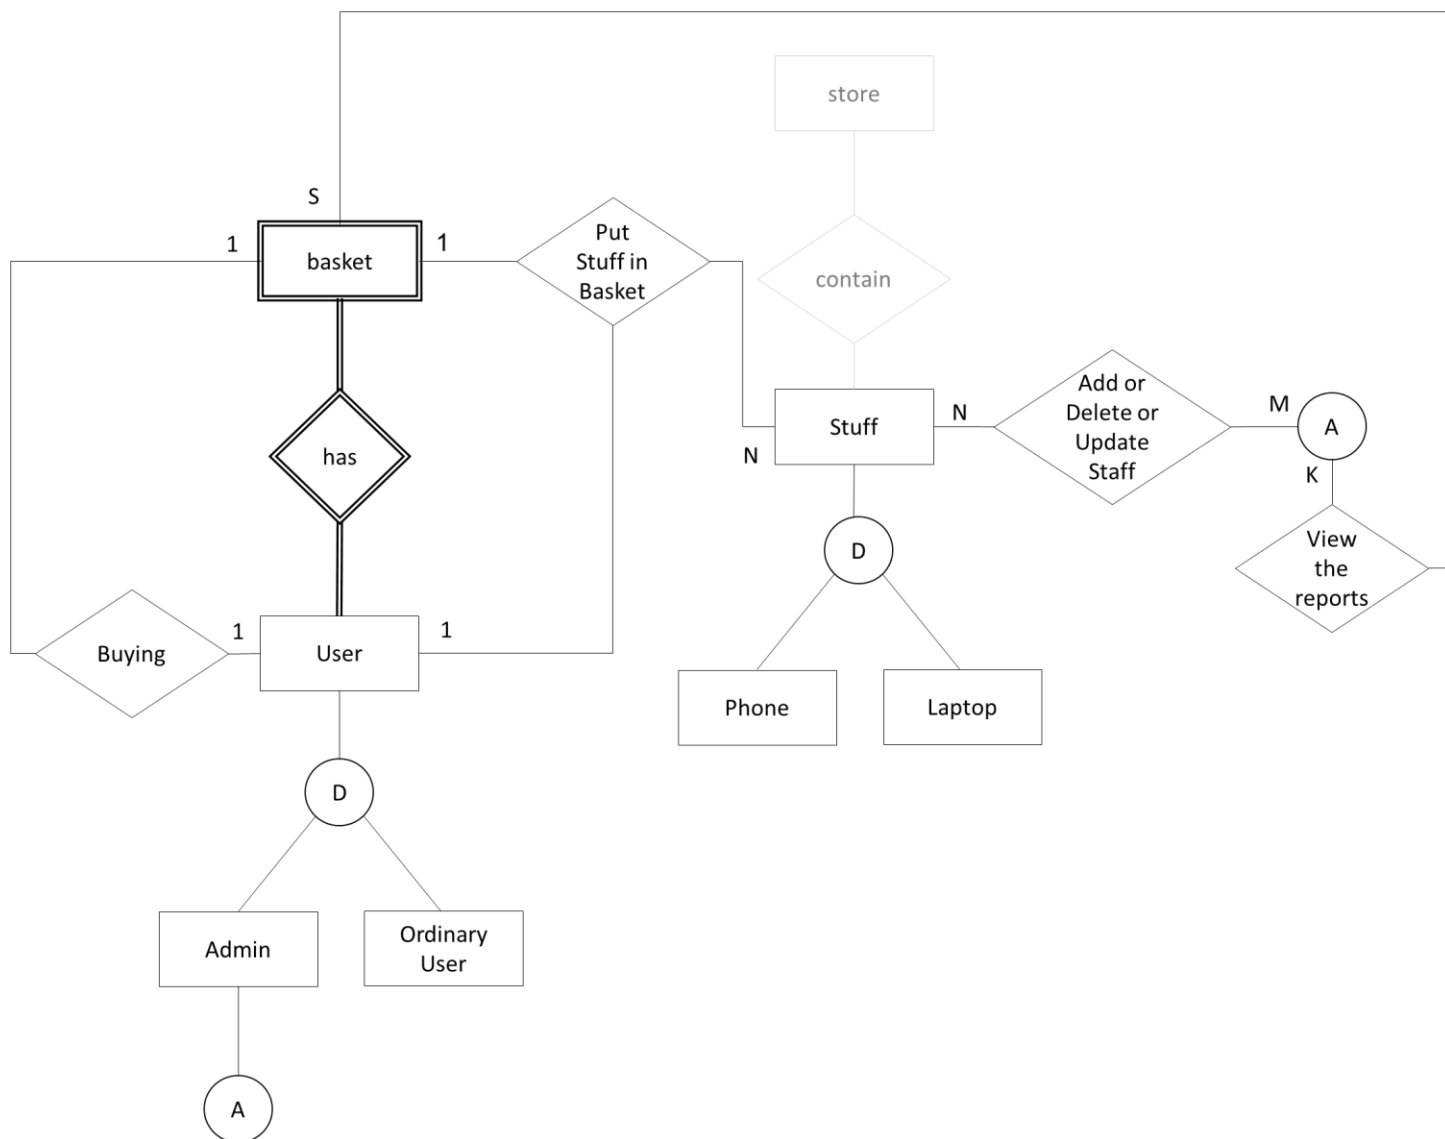 store
S
1
basket
1
Put
Stuff in
Basket
contain
has
Stuff
N
N
Add or
Delete or
Update
Staff
M
A
K
View
the
reports
D
Phone
Laptop
Buying
1
User
1
D
Admin
Ordinary
User
A